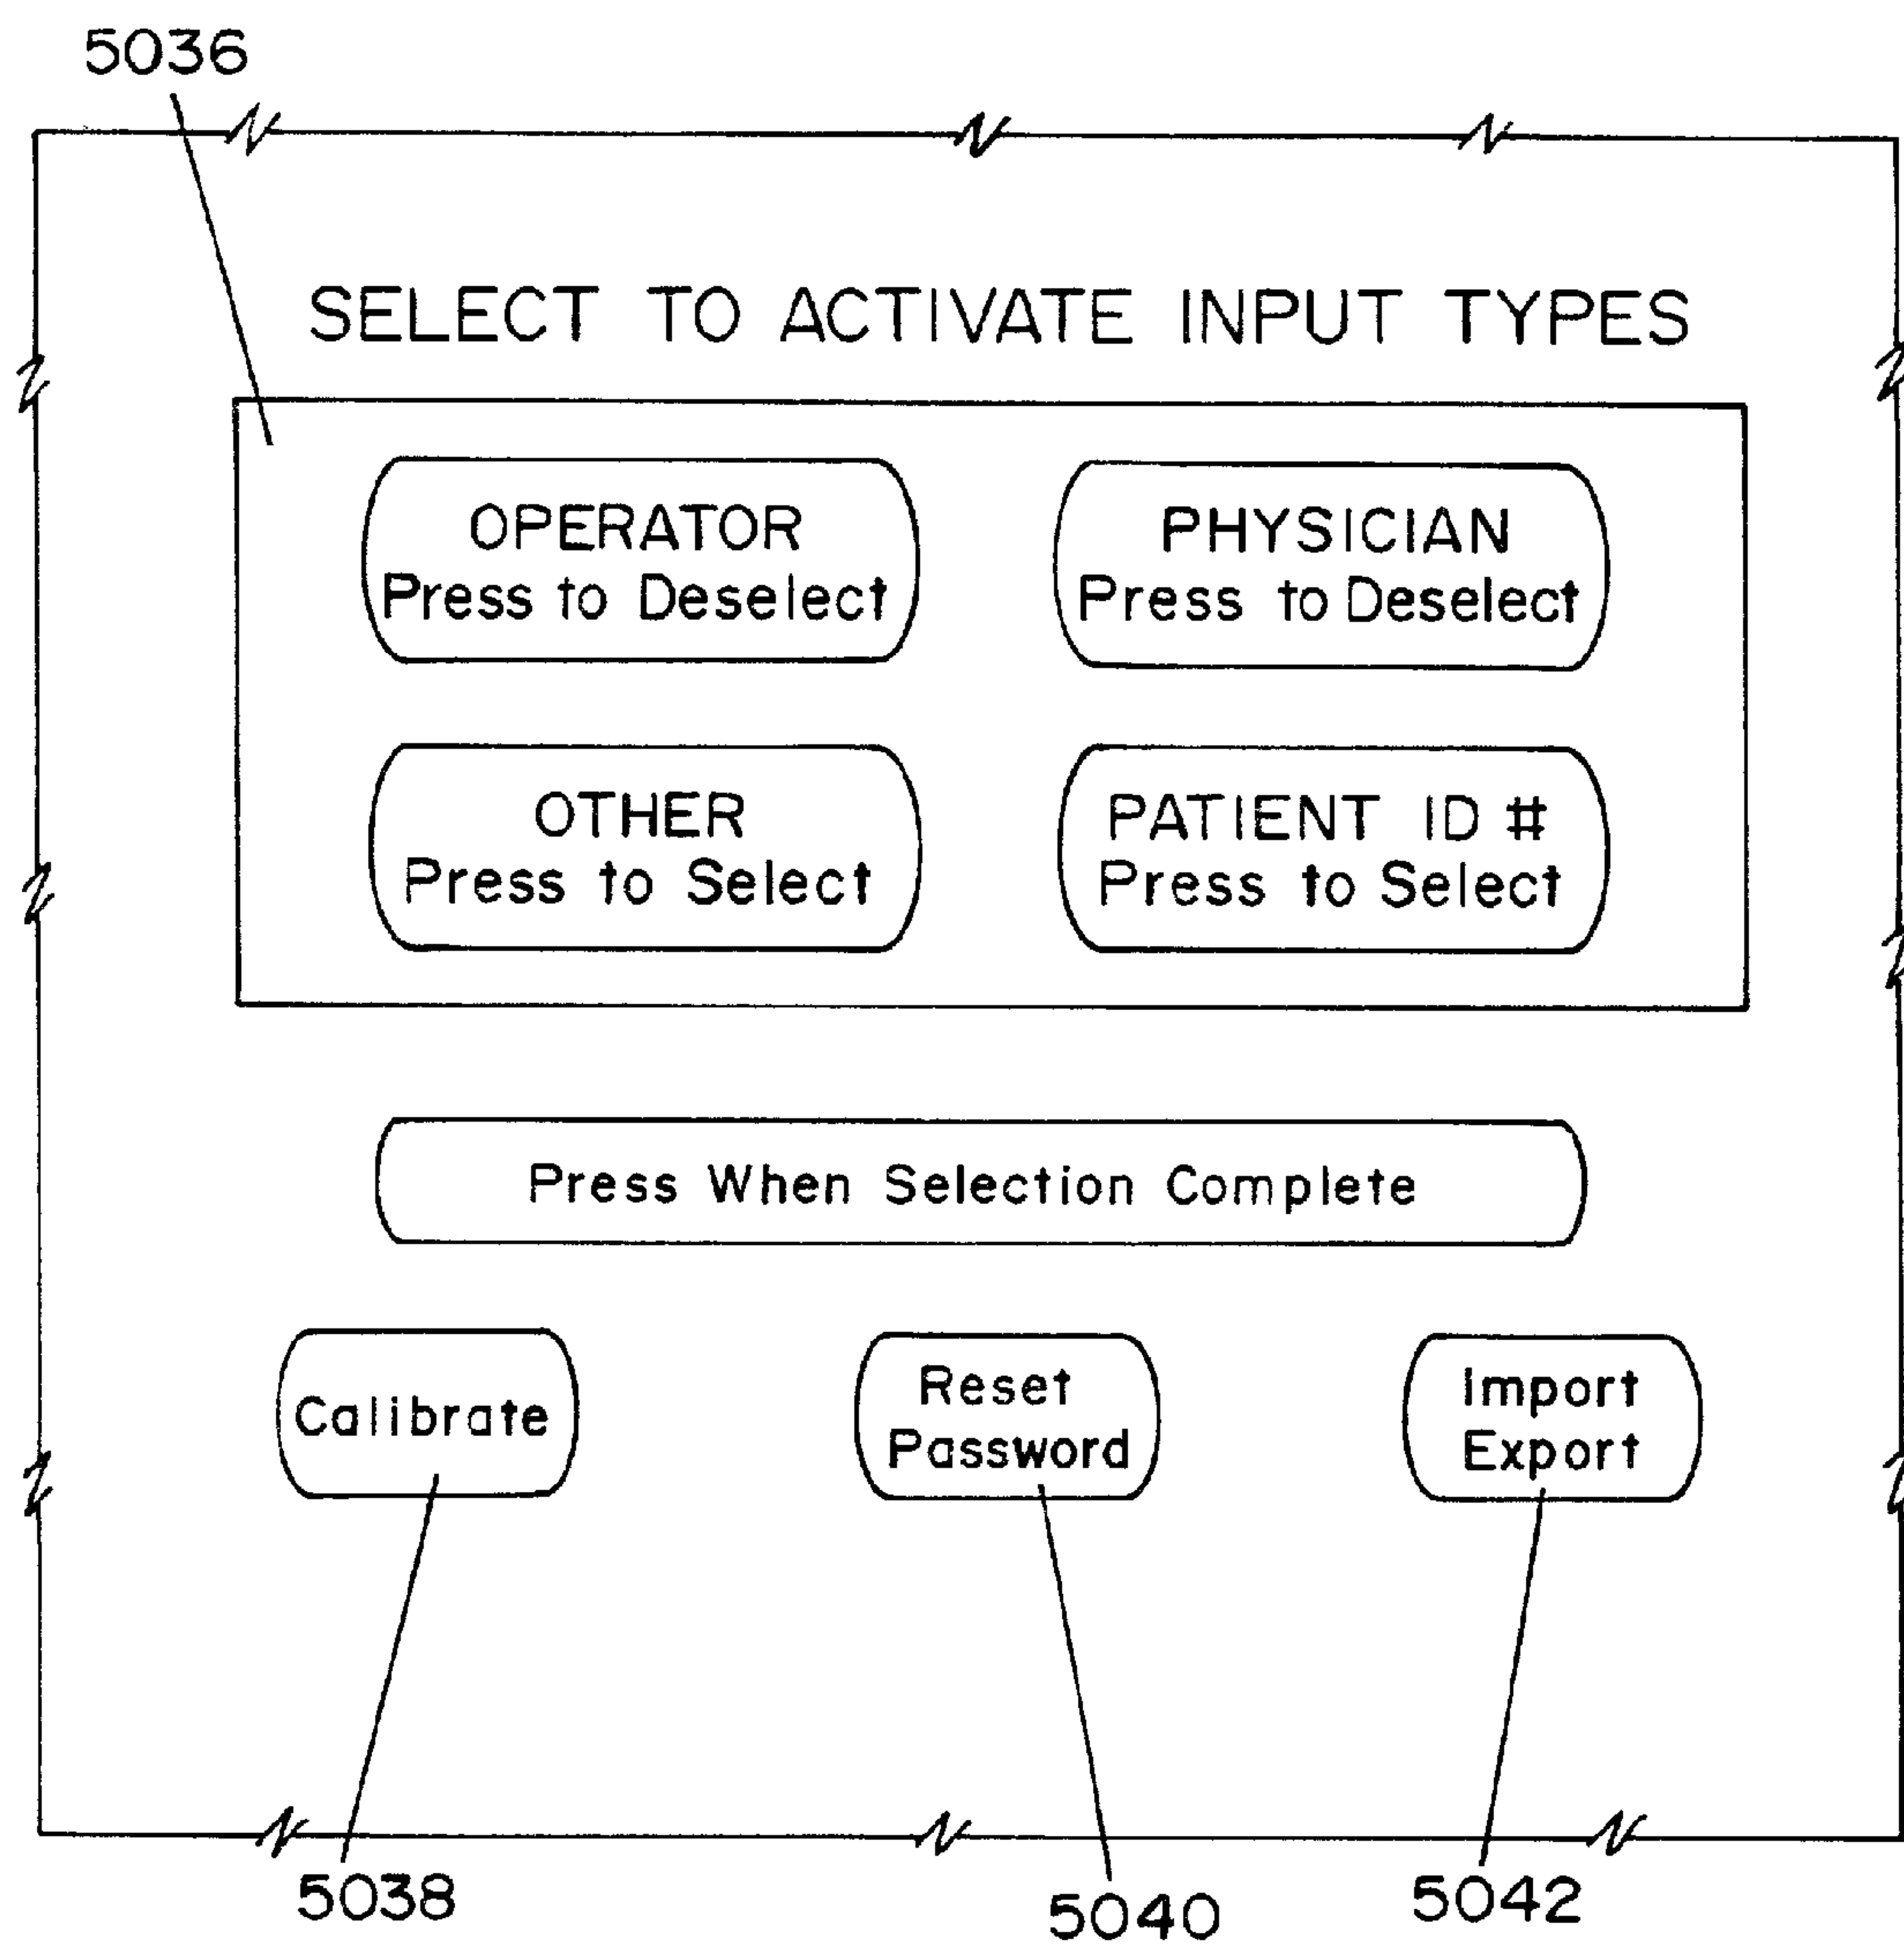 5036
SELECT TO ACTIVATE INPUT TYPES
OPERATOR
Press to Deselect
PHYSICIAN
Press to Deselect
OTHER
Press to Select
PATIENT ID #
Press to Select
Press When Selection Complete
Calibrate
Reset
Password
Import
Export
5038
5040
5042